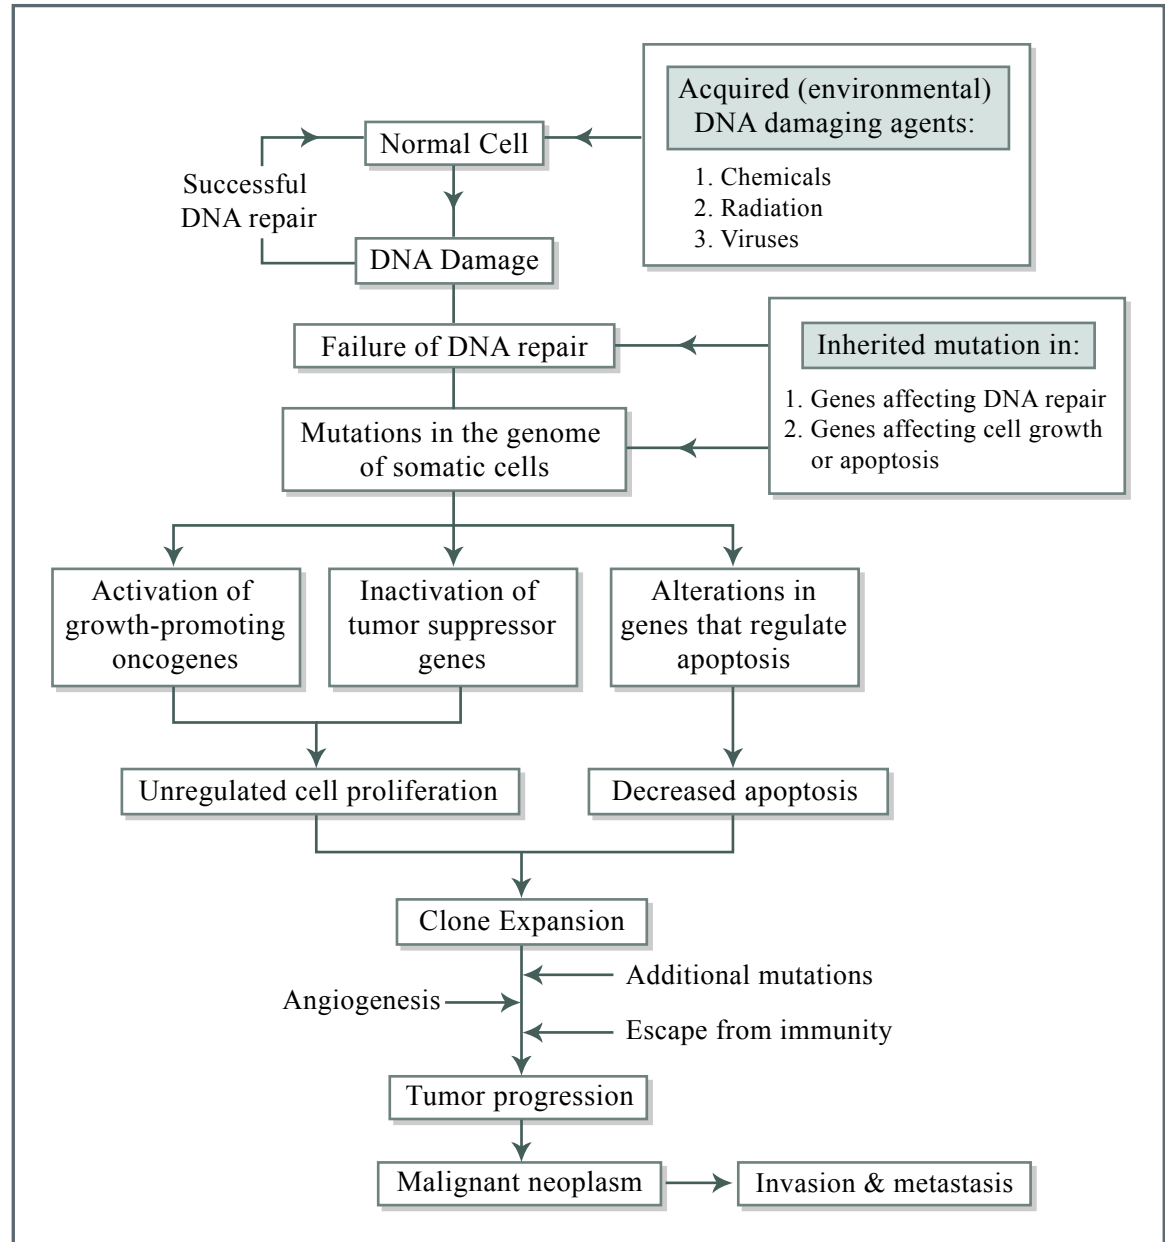 Acquired (environmental)
DNA damaging agents:
1. Chemicals
2. Radiation
3. Viruses
Normal Cell
Successful
DNA repair
DNA Damage
Failure of DNA repair
Inherited mutation in:
1. Genes affecting DNA repair
2. Genes affecting cell growth
or apoptosis
Mutations in the genome
of somatic cells
Activation of
growth-promoting
oncogenes
Inactivation of
tumor suppressor
genes
Alterations in
genes that regulate
apoptosis
Unregulated cell proliferation
Decreased apoptosis
Clone Expansion
Additional mutations
Angiogenesis
Escape from immunity
Tumor progression
Malignant neoplasm
Invasion & metastasis